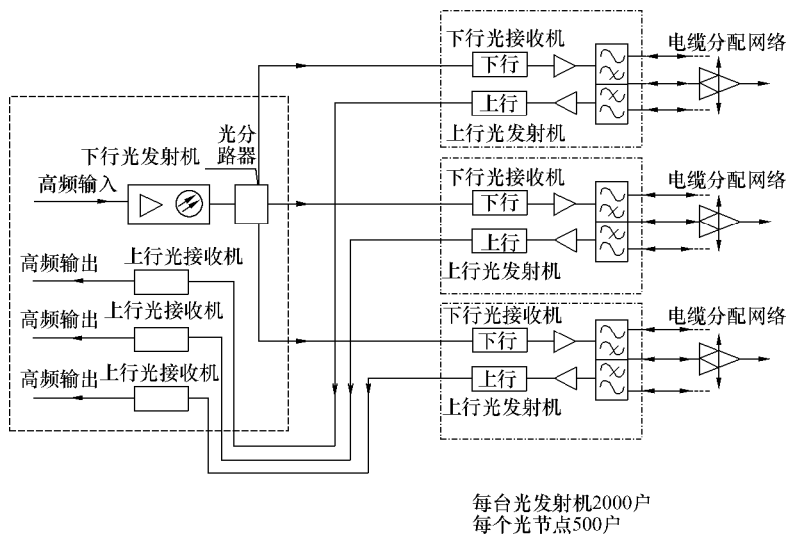 下行光接收机
下行
上行
上行光发射机
电缆分配网络
光分
路器
下行光发射机
高频输入
下行光接收机
下行
上行
上行光发射机
电缆分配网络
上行光接收机
高频输出
上行光接收机
高频输出
上行光接收机
高频输出
下行光接收机
下行
上行
上行光发射机
电缆分配网络
每台光发射机2000户
每个光节点500户